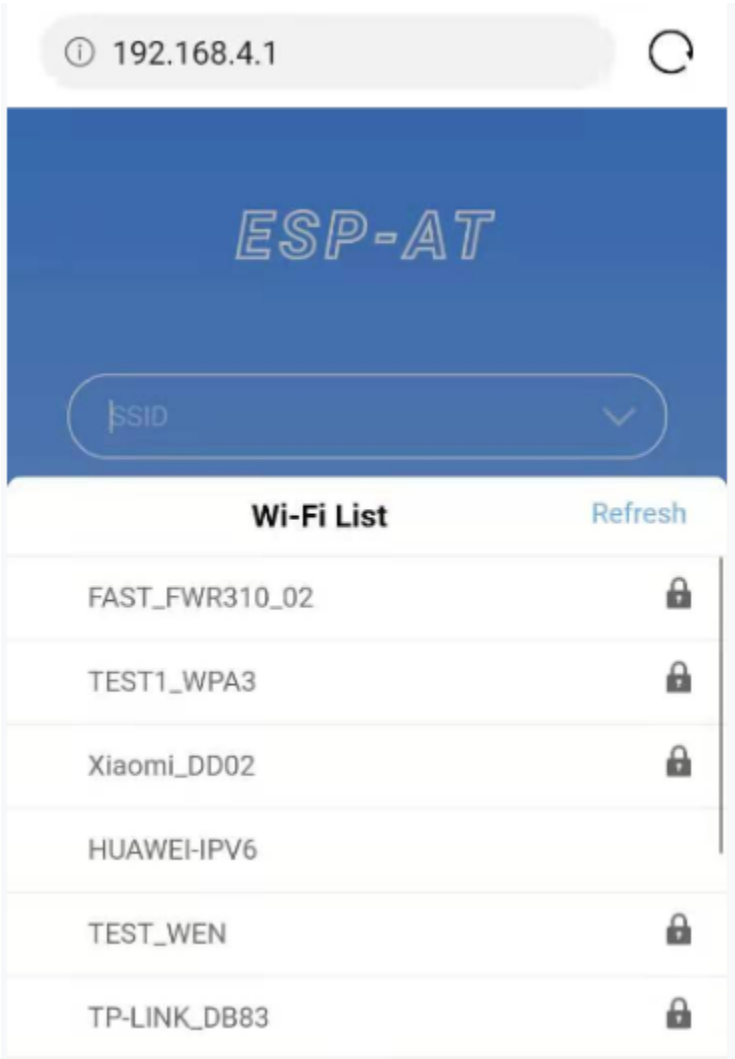 192.168.4.1
ESP-AT
SSID
Wi-Fi List
Refresh
FAST_FWR310_02
TEST1_WPA3
Xiaomi_DD02
HUAWEI-IPV6
TEST_WEN
TP-LINK_DB83